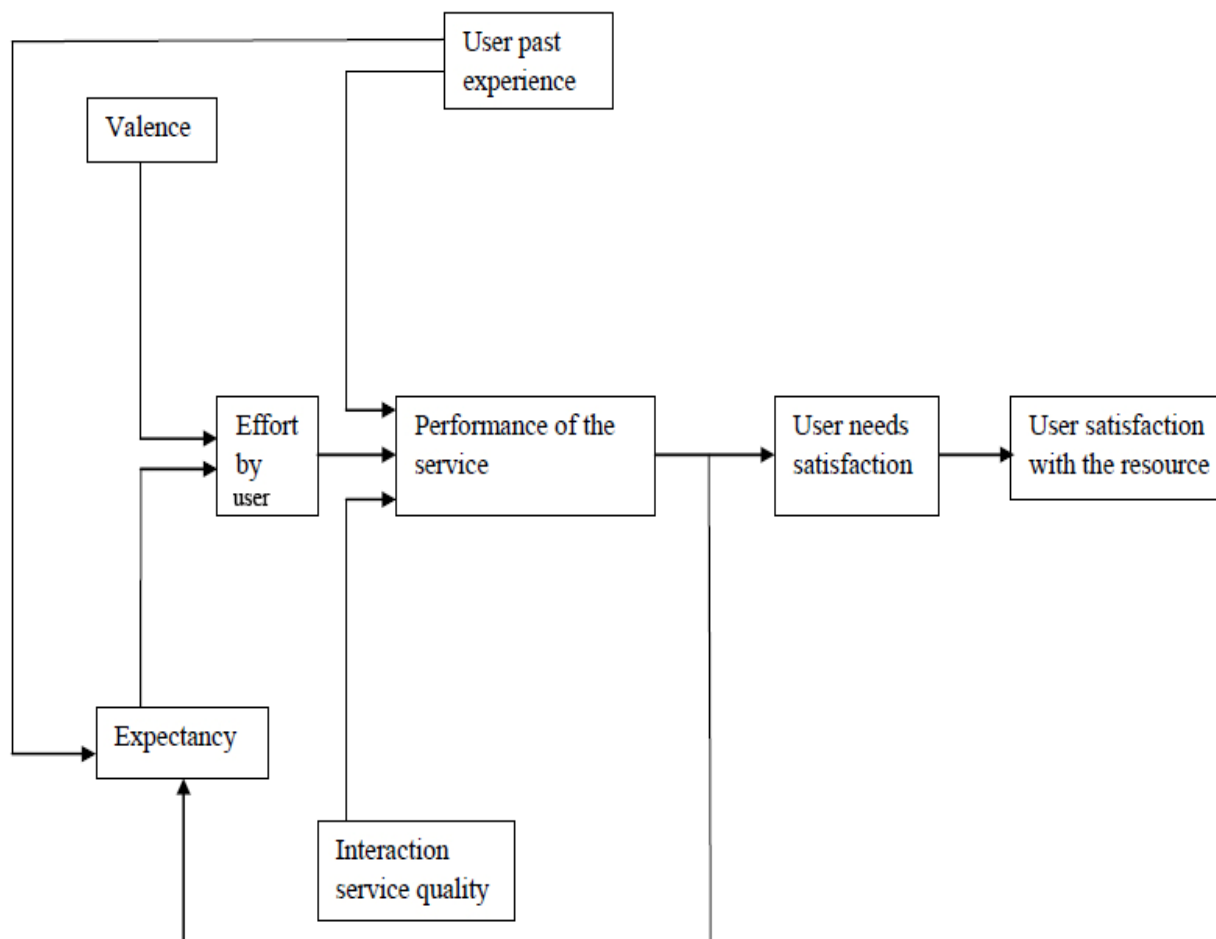 User past
experience
Valence
Effort
by
user
Performance of the
service
User needs
satisfaction
User satisfaction
with the resource
Expectancy
Interaction
service quality